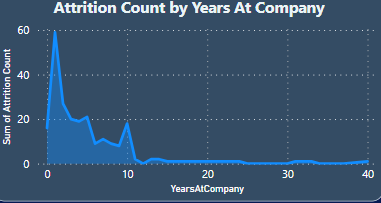 Attrition Count by Years At Company
60
40
20
0
Sum of Attrition Count
0 10 20 30 40
YearsAtCompany